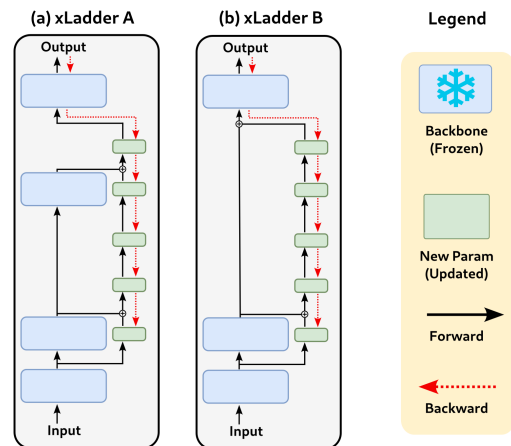 (a) xLadder A
(b) xLadder B
Legend
Output
Output
Backbone
(Frozen)
New Param
(Updated)
Forward
Backward
Input
Input